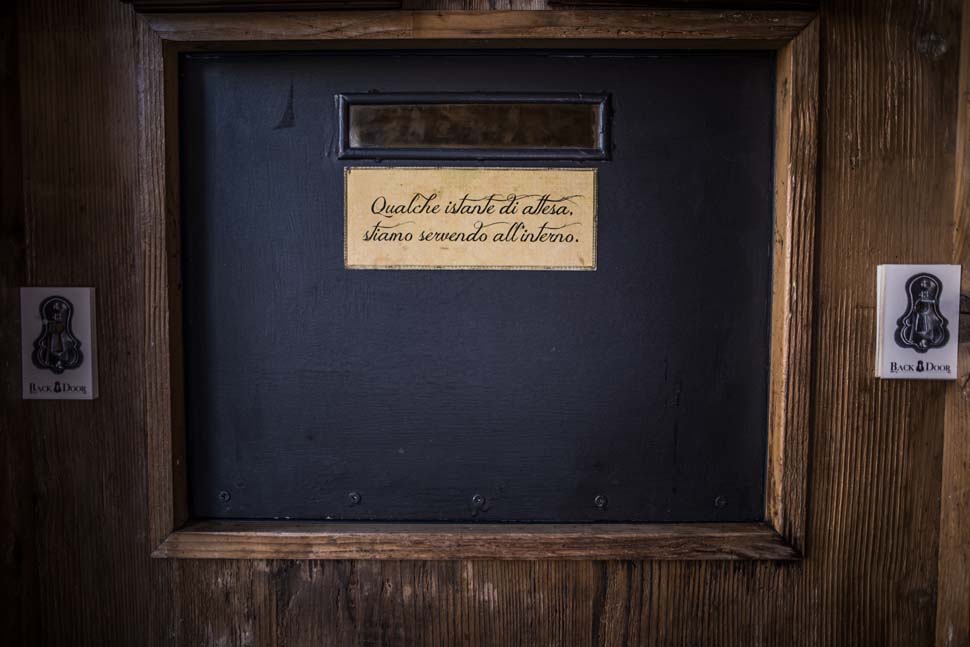 Qualche istante di attesa,
stiamo servendo all'interno.
BACK DOOR
BACK DOOR